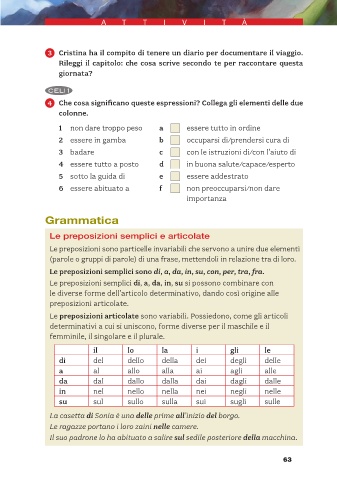 ATTIVITÀ
3 Cristina ha il compito di tenere un diario per documentare il viaggio.
Rileggi il capitolo: che cosa scrive secondo te per raccontare questa
giornata?
CELI 1
4 Che cosa significano queste espressioni? Collega gli elementi delle due
colonne.
1 non dare troppo peso a essere tutto in ordine
2 essere in gamba b occuparsi di/prendersi cura di
3 badare c con le istruzioni di/con l'aiuto di
4 essere tutto a posto d in buona salute/capace/esperto
5 sotto la guida di e essere addestrato
6 essere abituato a f non preoccuparsi/non dare
importanza
Grammatica
Le preposizioni semplici e articolate
Le preposizioni sono particelle invariabili che servono a unire due elementi
(parole o gruppi di parole) di una frase, mettendoli in relazione tra di loro.
Le preposizioni semplici sono di, a, da, in, su, con, per, tra, fra.
Le preposizioni semplici di, a, da, in, su si possono combinare con
le diverse forme dell'articolo determinativo, dando così origine alle
preposizioni articolate.
Le preposizioni articolate sono variabili. Possiedono, come gli articoli
determinativi a cui si uniscono, forme diverse per il maschile e il
femminile, il singolare e il plurale.
il lo la i gli le
di del dello della dei degli delle
a al allo alla ai agli alle
da dal dallo dalla dai dagli dalle
in nel nello nella nei negli nelle
su sul sullo sulla sui sugli sulle
La casetta di Sonia è una delle prime all'inizio del borgo.
Le ragazze portano i loro zaini nelle camere.
Il suo padrone lo ha abituato a salire sul sedile posteriore della macchina.
63